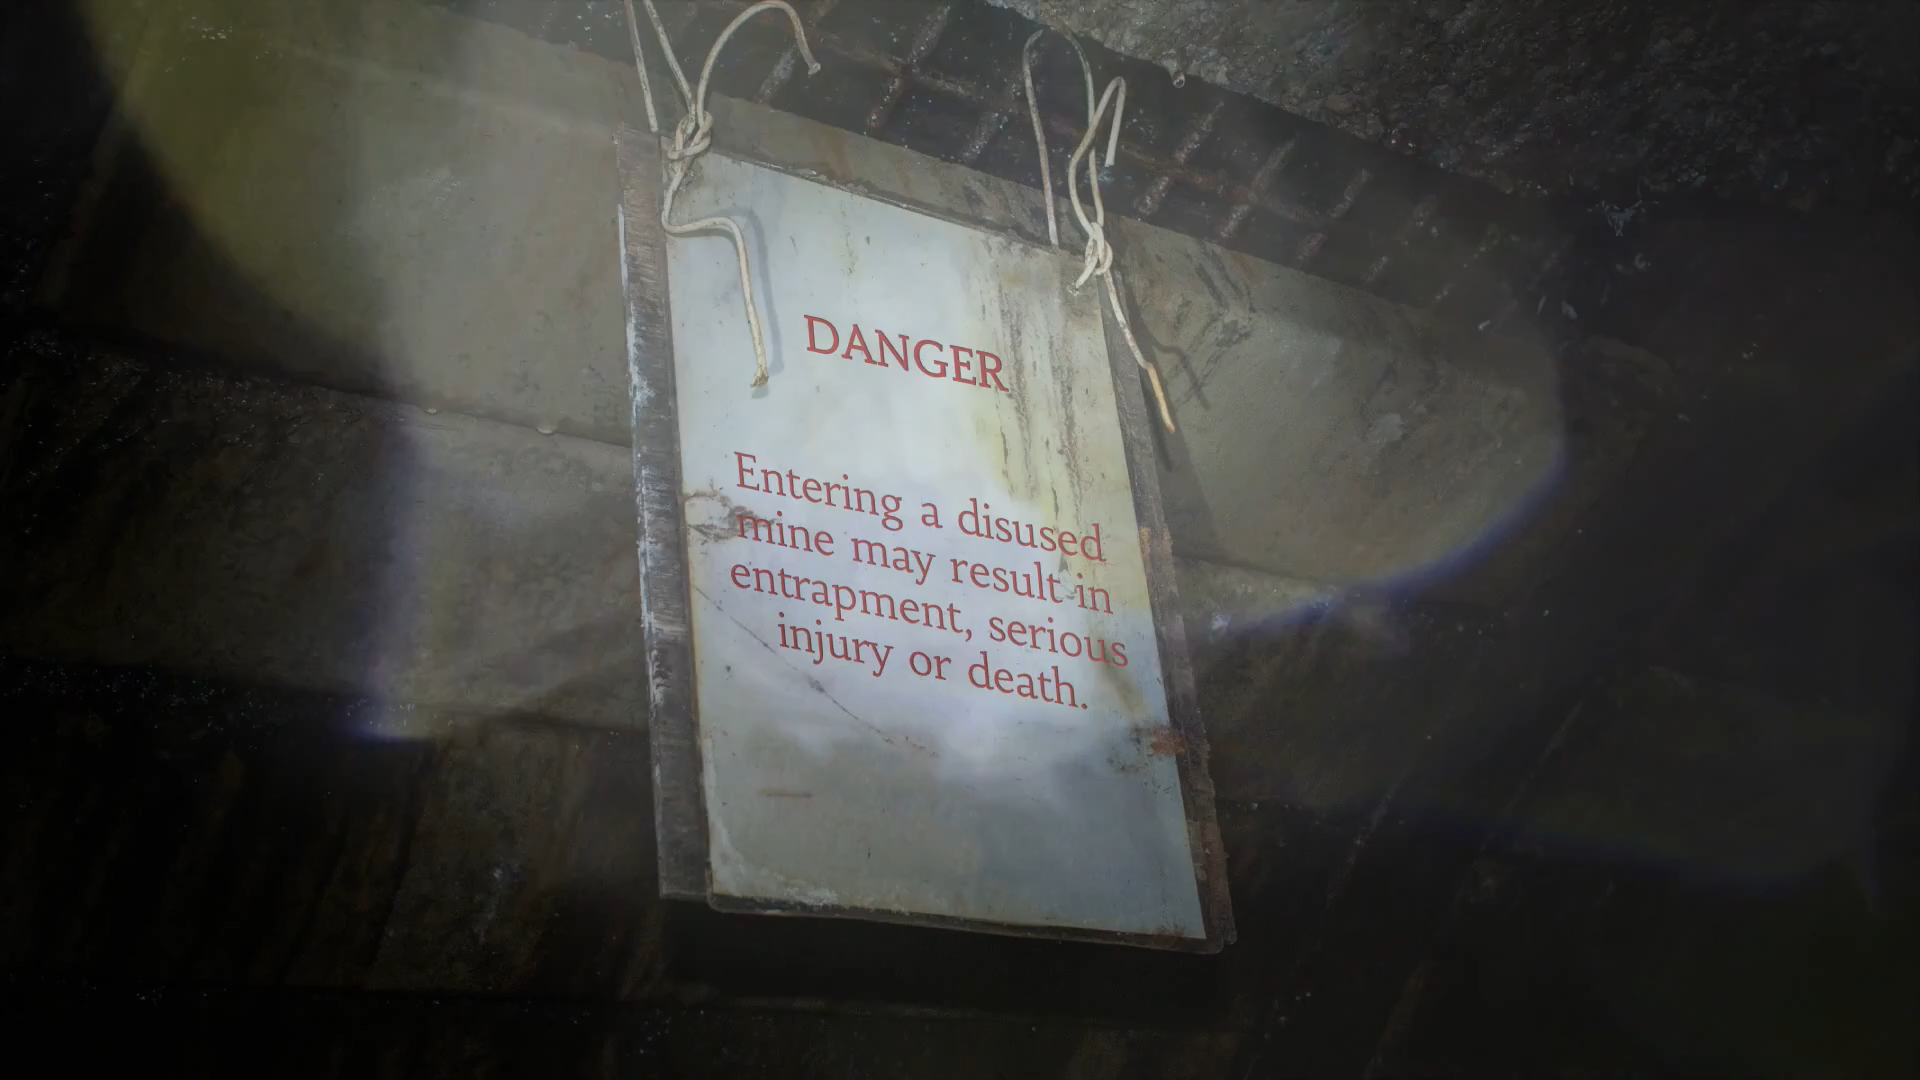 DANGER
Entering a disused
mine may result in
entrapment, serious
injury or death.